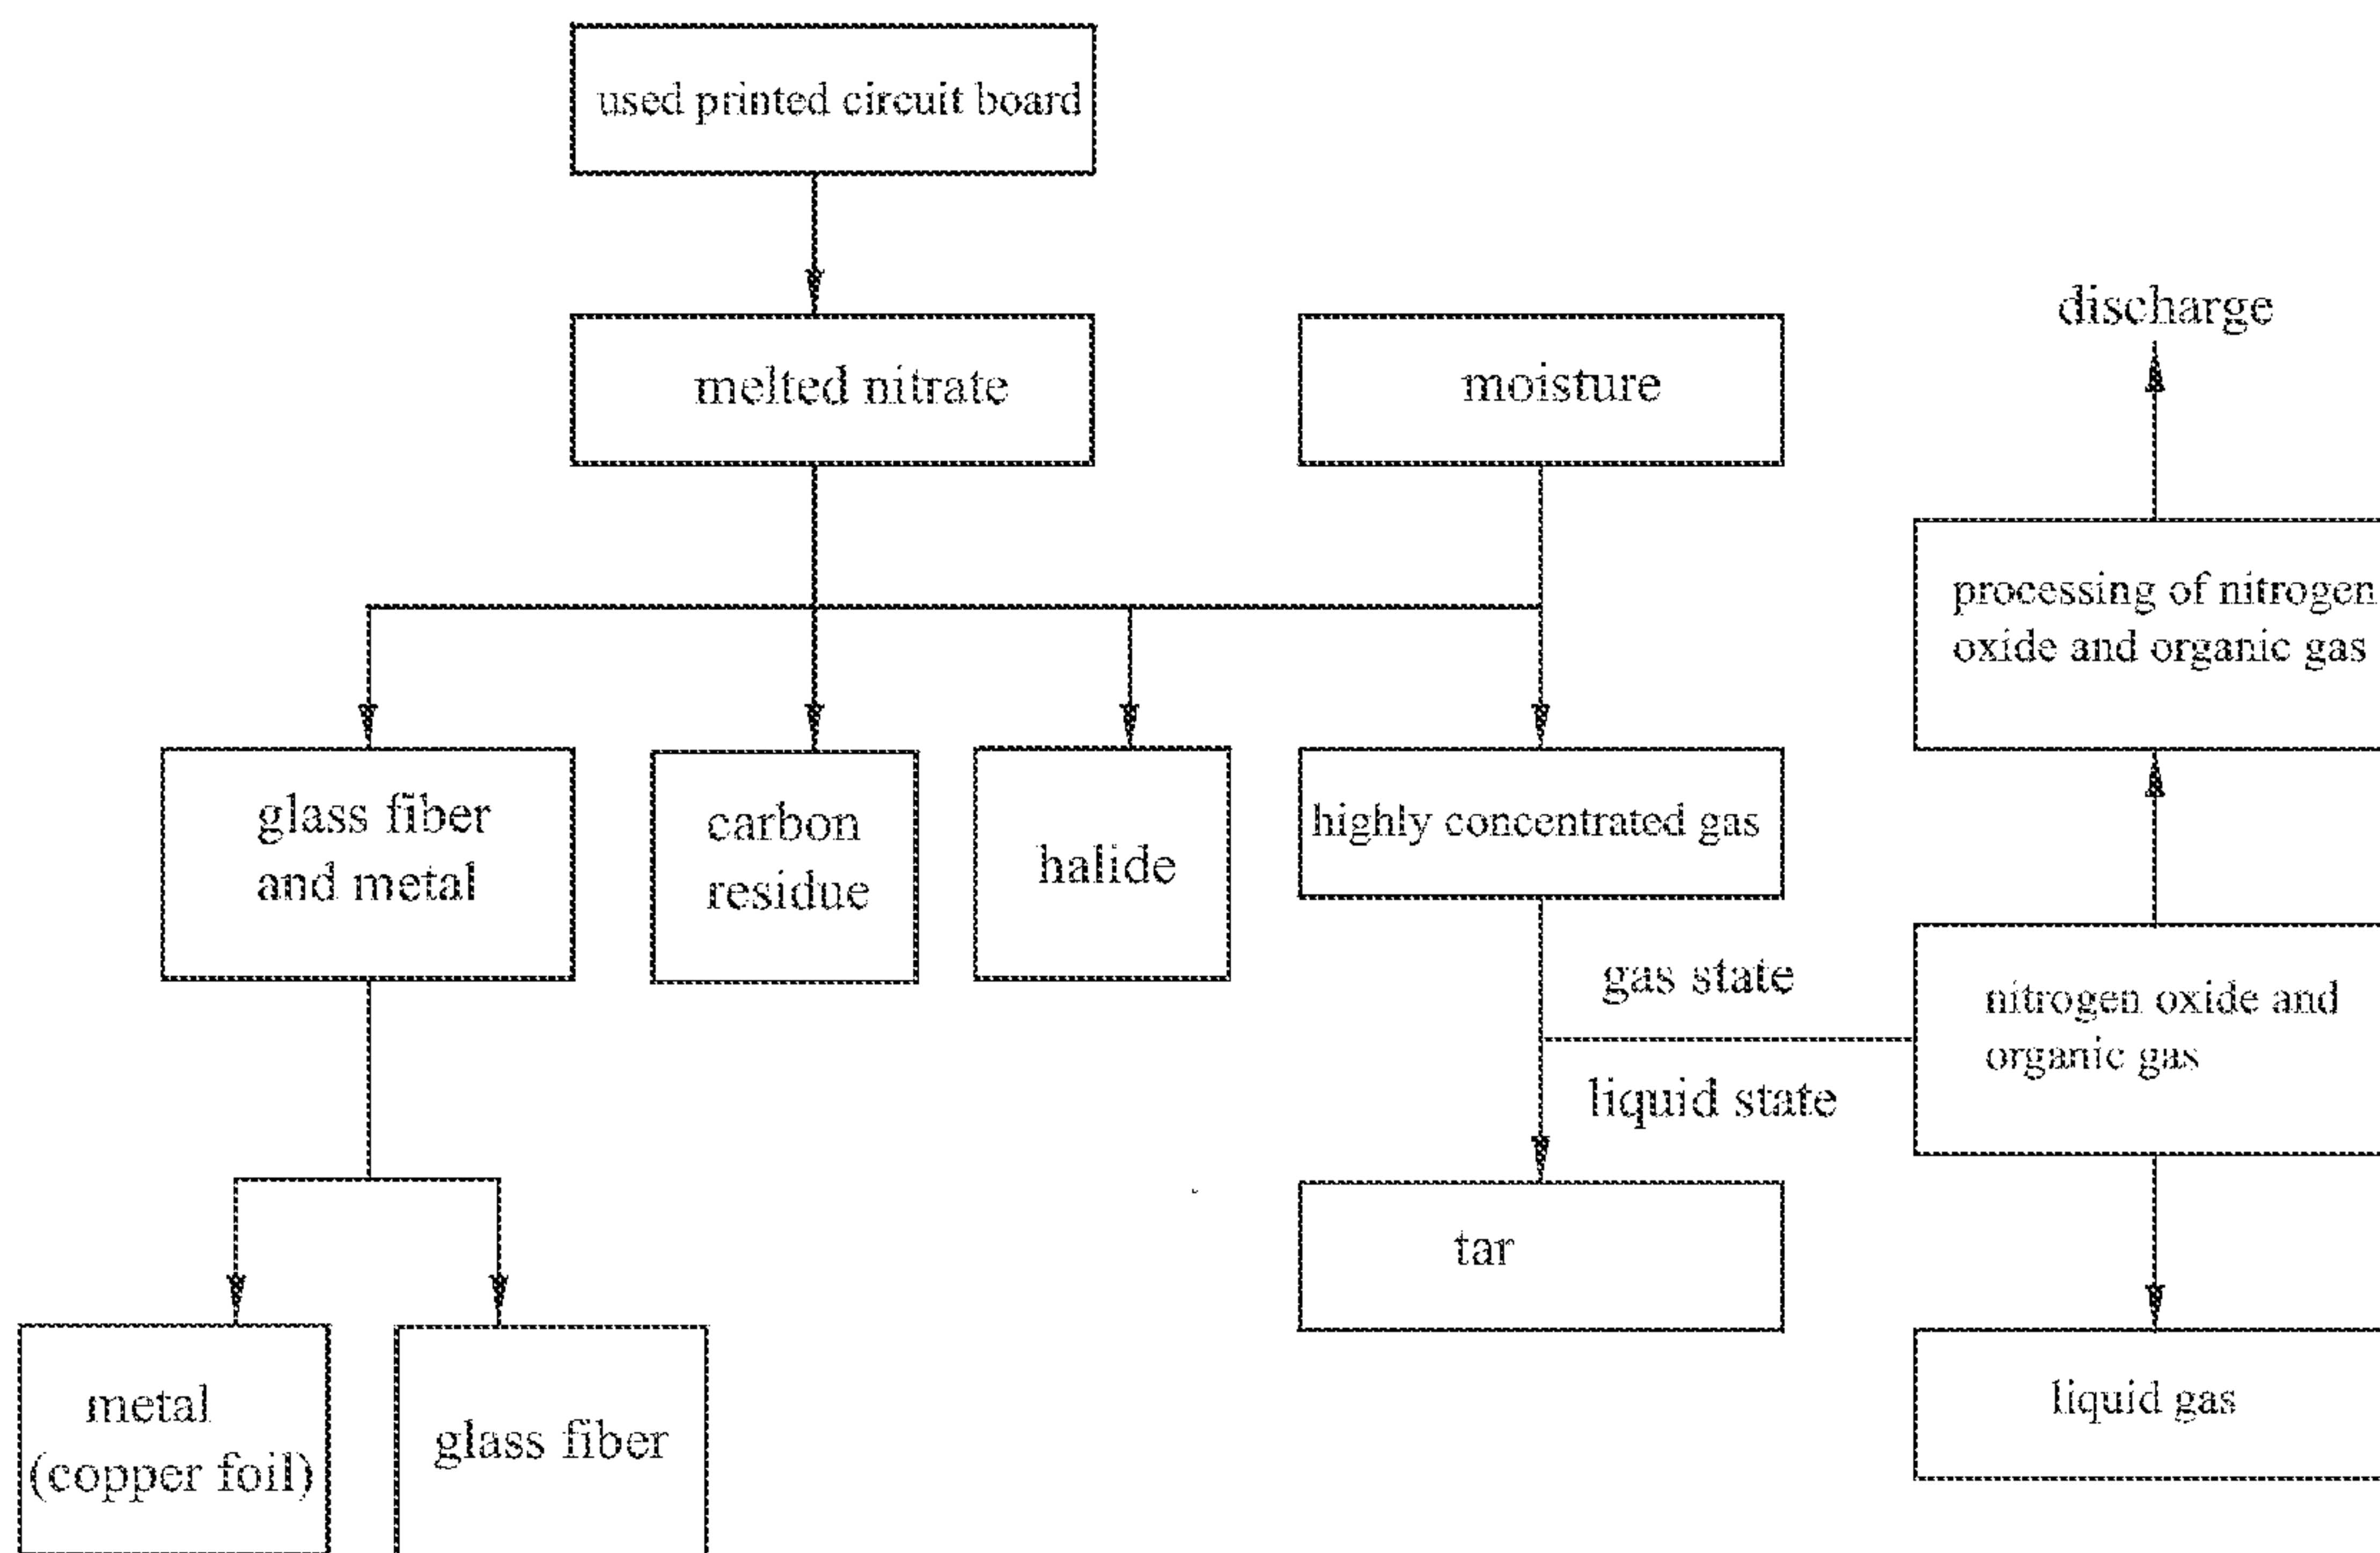 used printed circuit board
melted nitrate
moisture
discharge
processing of nitrogen
oxide and organic gas
glass fiber
and metal
carbon
residue
halide
highly concentrated gas
gas state
liquid state
nitrogen oxide and
organic gas
tar
metal
(copper foil)
glass fiber
liquid gas